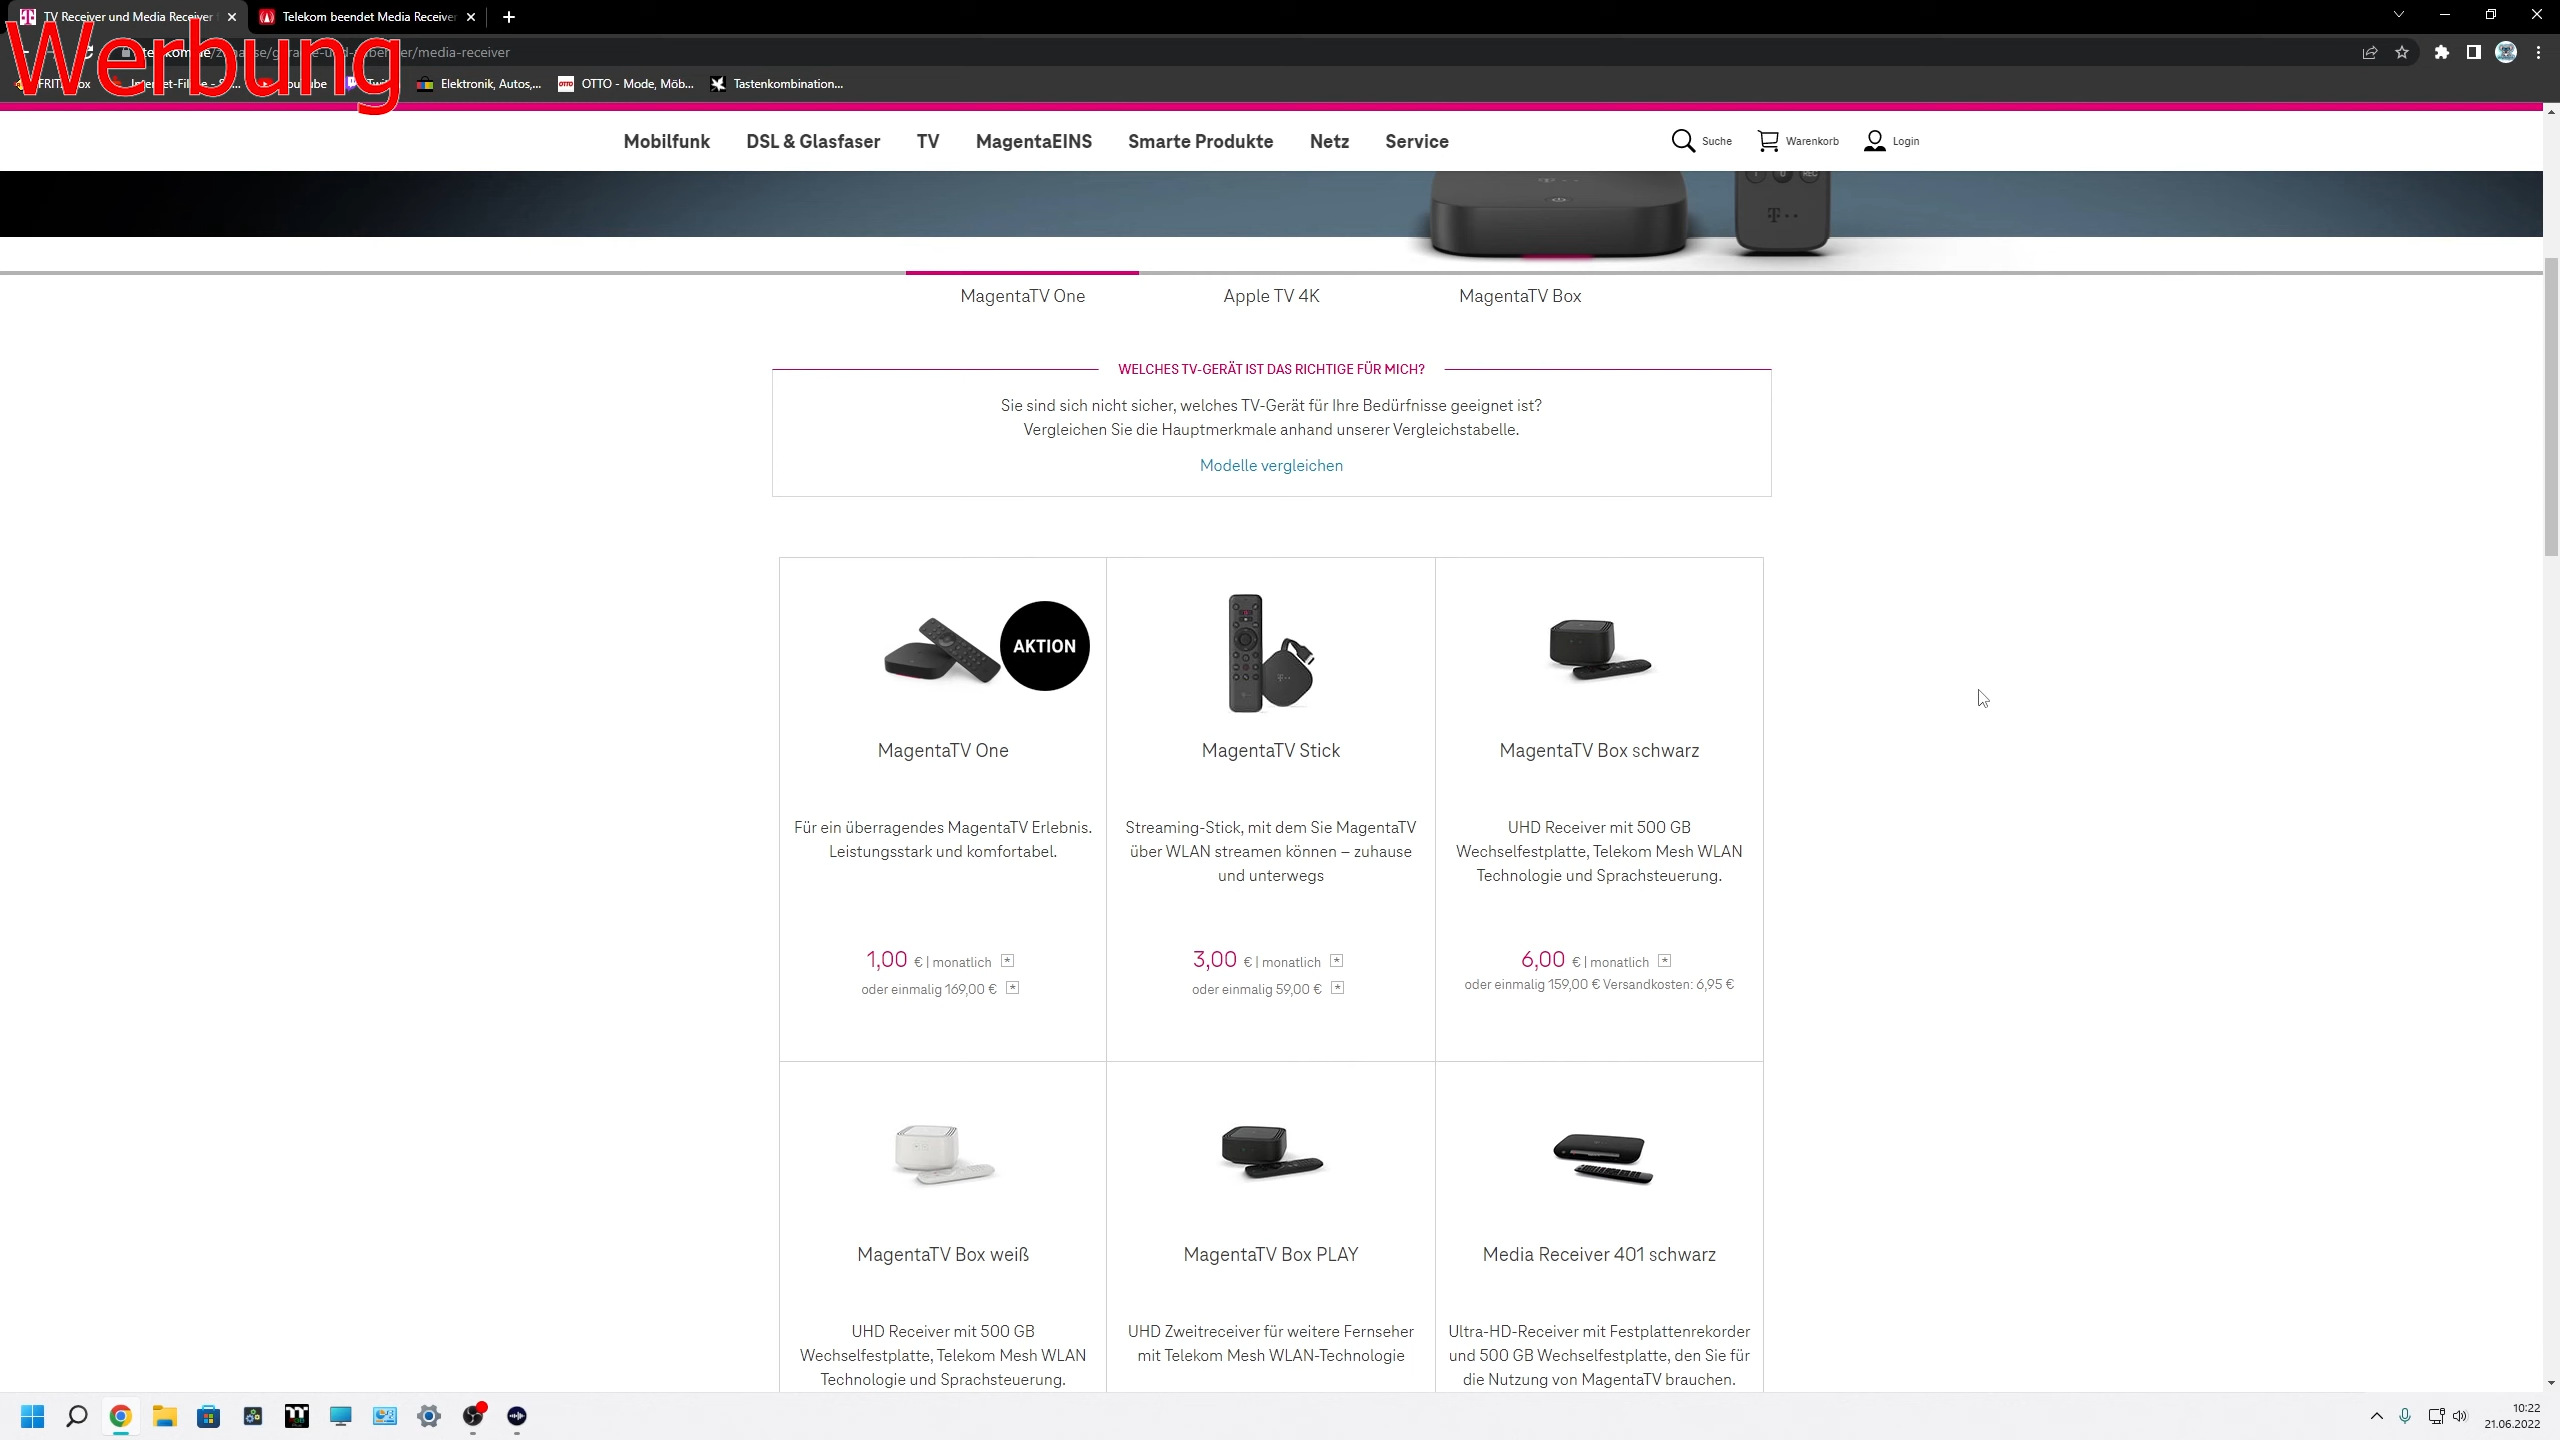 TV Receiver und Media Receiver
Telekom beendet Media Receiver
Werbung
/media-receiver
Elektronik, Autos,...
OTTO - Mode, Möb...
Tastenkombination...
Mobilfunk
DSL & Glasfaser
TV
MagentaEINS
Smarte Produkte
Netz
Service
Suche
Warenkorb
Login
MagentaTV One
Apple TV 4K
MagentaTV Box
WELCHES TV-GERÄT IST DAS RICHTIGE FÜR MICH?
Sie sind sich nicht sicher, welches TV-Gerät für Ihre Bedürfnisse geeignet ist?
Vergleichen Sie die Hauptmerkmale anhand unserer Vergleichstabelle.
Modelle vergleichen
AKTION
MagentaTV One
Für ein überragendes MagentaTV Erlebnis.
Leistungsstark und komfortabel.
1,00 € | monatlich *
oder einmalig 169,00 € *
MagentaTV Stick
Streaming-Stick, mit dem Sie MagentaTV
über WLAN streamen können – zuhause
und unterwegs
3,00 € | monatlich *
oder einmalig 59,00 € *
MagentaTV Box schwarz
UHD Receiver mit 500 GB
Wechselfestplatte, Telekom Mesh WLAN
Technologie und Sprachsteuerung.
6,00 € | monatlich *
oder einmalig 159,00 € Versandkosten: 6,95 €
MagentaTV Box weiß
UHD Receiver mit 500 GB
Wechselfestplatte, Telekom Mesh WLAN
Technologie und Sprachsteuerung.
MagentaTV Box PLAY
UHD Zweitreceiver für weitere Fernseher
mit Telekom Mesh WLAN-Technologie
Media Receiver 401 schwarz
Ultra-HD-Receiver mit Festplattenrekorder
und 500 GB Wechselfestplatte, den Sie für
die Nutzung von MagentaTV brauchen.
10:22
21.06.2022